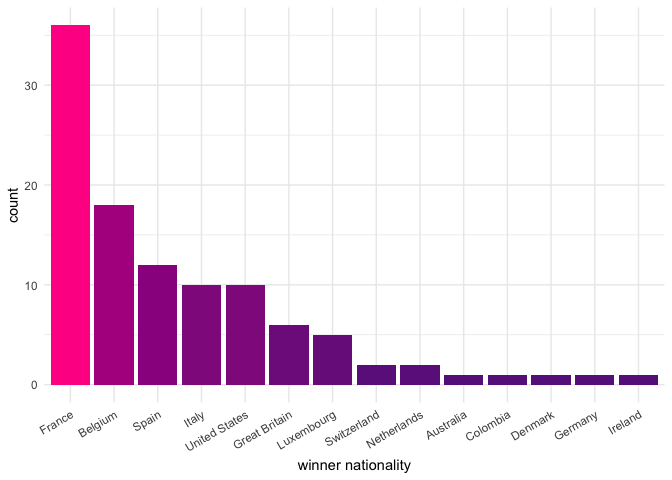 30
20
10
0
count
France
Belgium
Spain
Italy
United States
Great Britain
Luxembourg
Switzerland
Netherlands
Australia
Colombia
Denmark
Germany
Ireland
winner nationality